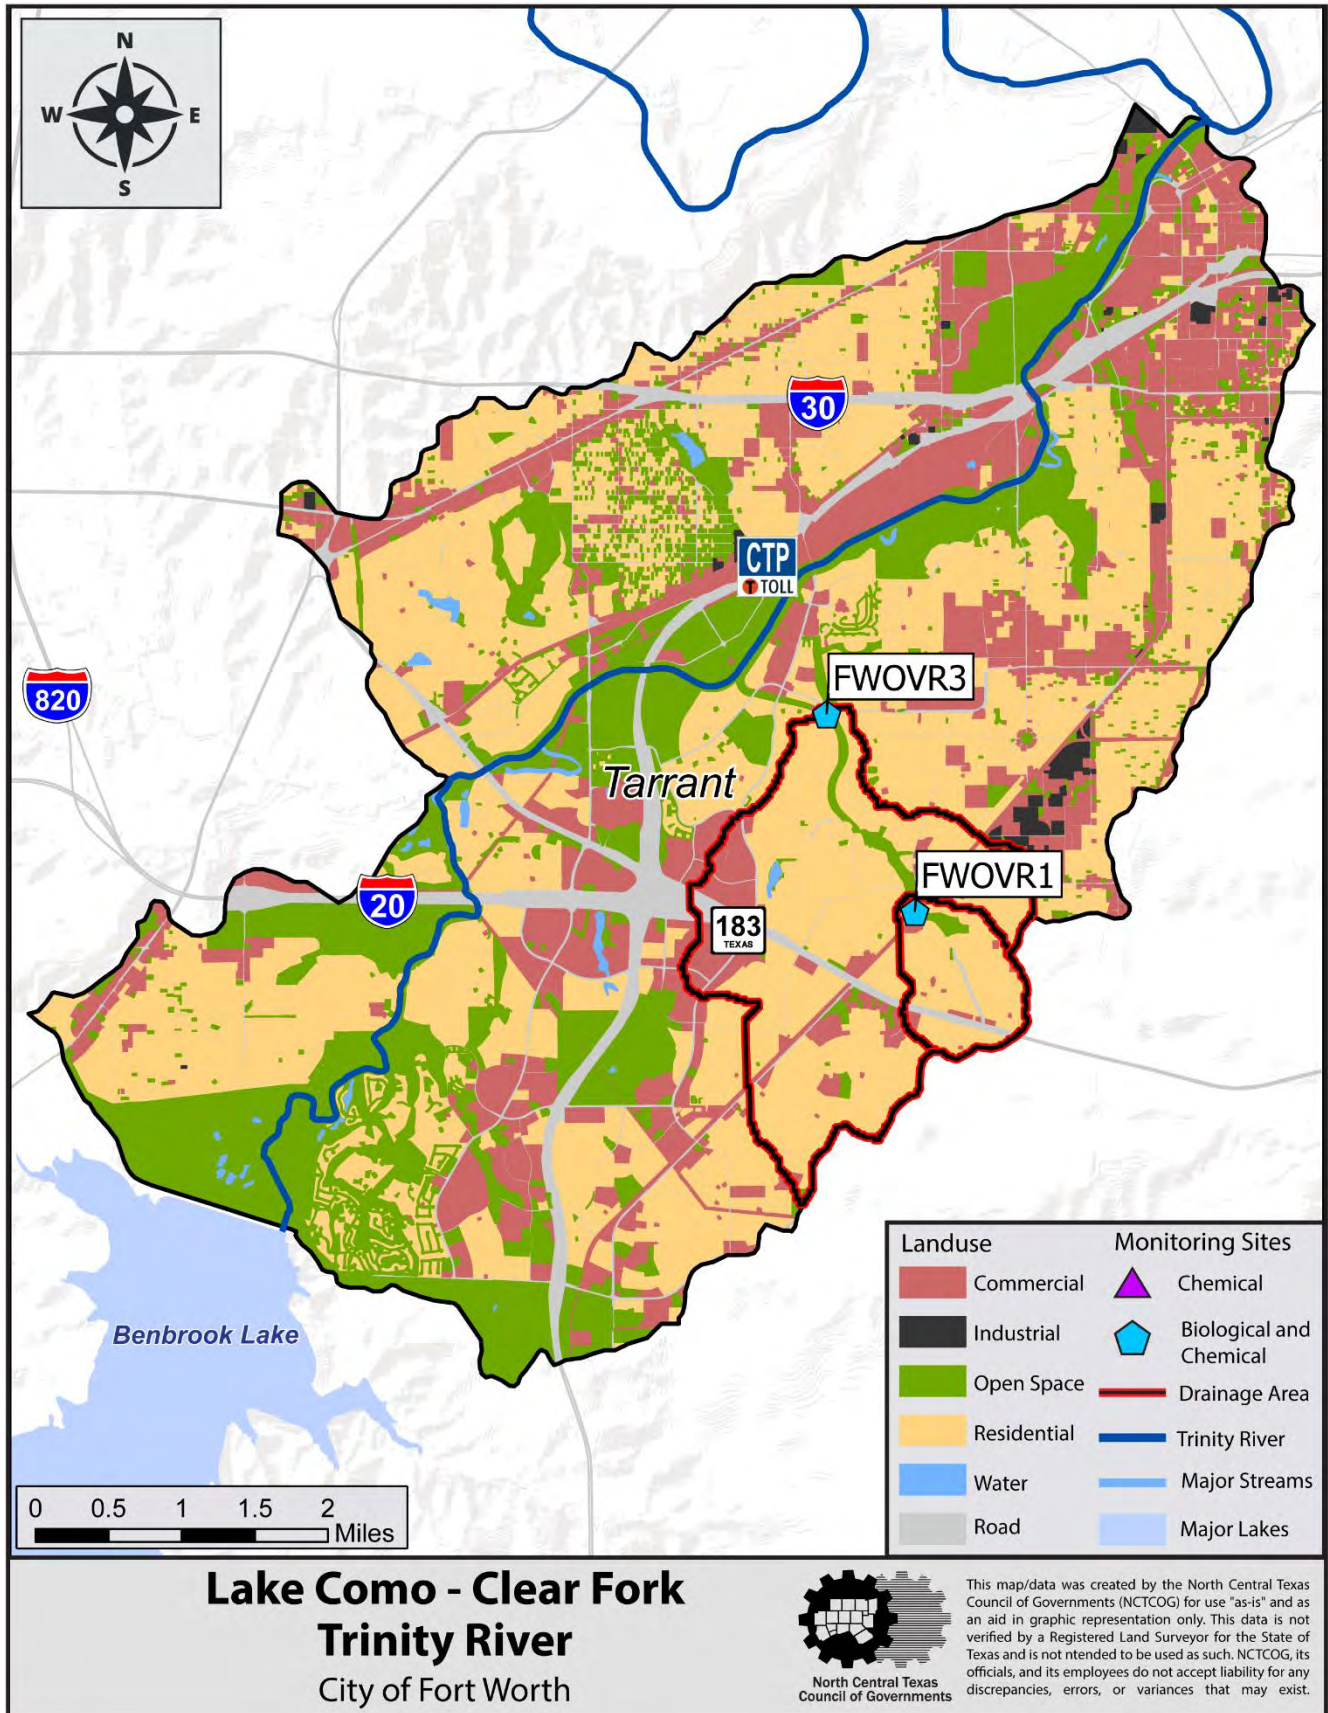 N
W
E
S
30
CTP
T TOLL
820
FWOVR3
Tarrant
FWOVR1
20
183
TEXAS
Benbrook Lake
0 0.5 1 1.5 2
Miles
Landuse
Commercial
Industrial
Open Space
Residential
Water
Road
Monitoring Sites
Chemical
Biological and
Chemical
Drainage Area
Trinity River
Major Streams
Major Lakes
Lake Como - Clear Fork
Trinity River
City of Fort Worth
North Central Texas
Council of Governments
This map/data was created by the North Central Texas
Council of Governments (NCTCOG) for use "as-is" and as
an aid in graphic representation only. This data is not
verified by a Registered Land Surveyor for the State of
Texas and is not ntended to be used as such. NCTCOG, its
officials, and its employees do not accept liability for any
discrepancies, errors, or variances that may exist.